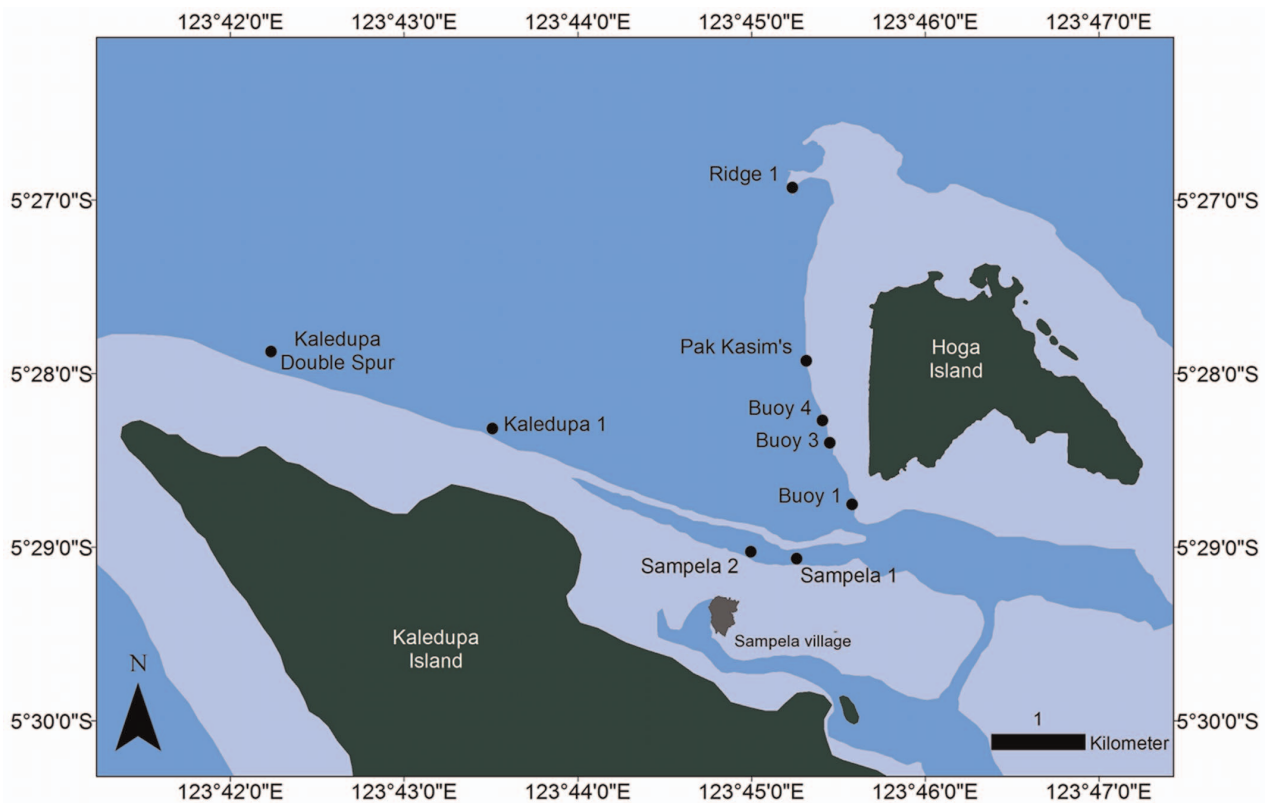 123°42'0"E 123°43'0"E 123°44'0"E 123°45'0"E 123°46'0"E 123°47'0"E
Ridge 1
5°27'0"S 5°27'0"S
Kaledupa
Double Spur
Pak Kasim's
Hoga
Island
5°28'0"S 5°28'0"S
Buoy 4
Kaledupa 1
Buoy 3
Buoy 1
5°29'0"S 5°29'0"S
Sampela 2
Sampela 1
Kaledupa
Island
Sampela village
N
5°30'0"S 5°30'0"S
1
Kilometer
123°42'0"E 123°43'0"E 123°44'0"E 123°45'0"E 123°46'0"E 123°47'0"E